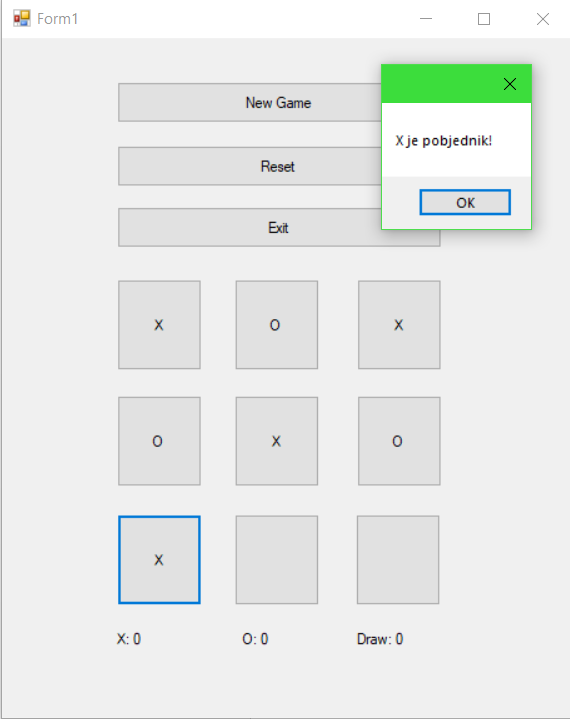 Form1
New Game
X je pobjednik!
Reset
OK
Exit
X O X
O X O
X
X: 0 O: 0 Draw: 0